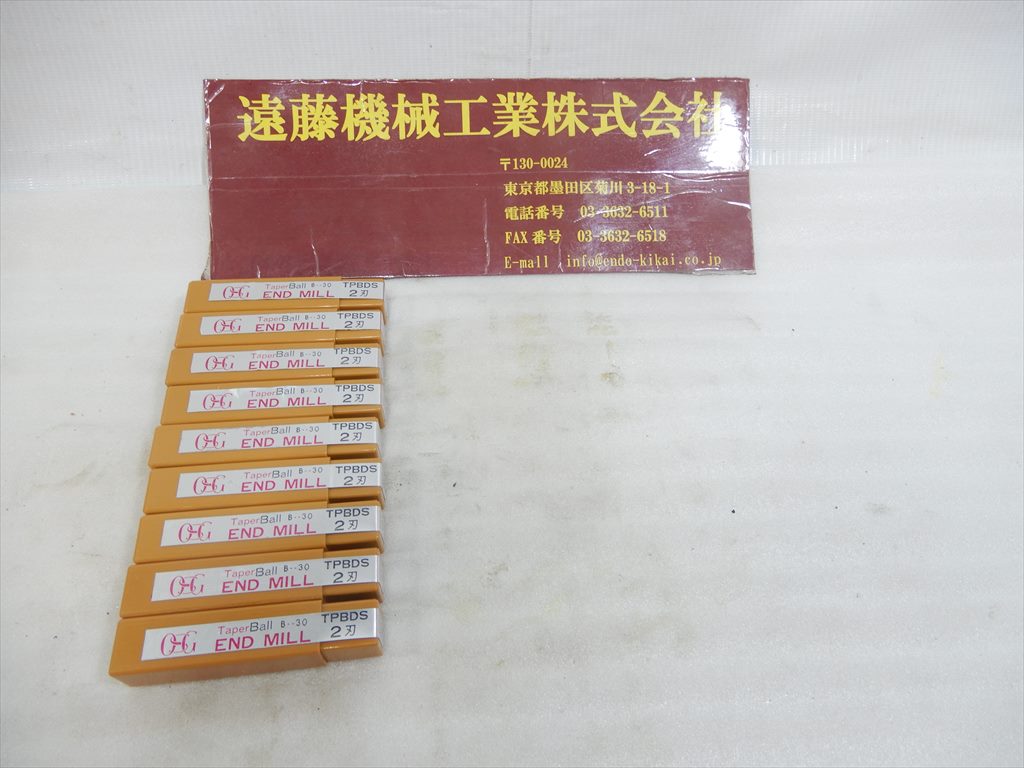 遠藤機械工業株式会社
〒130-0024
東京都墨田区菊川3-18-1
電話番号 03-3632-6511
FAX番号 03-3632-6518
E-mall info@endo-kikai.co.jp
OSG TaperBall B--30 TPBDS
END MILL 2刃
OSG TaperBall B--30 TPBDS
END MILL 2刃
OSG TaperBall B--30 TPBDS
END MILL 2刃
OSG TaperBall B--30 TPBDS
END MILL 2刃
OSG TaperBall B--30 TPBDS
END MILL 2刃
OSG TaperBall B--30 TPBDS
END MILL 2刃
OSG TaperBall B--30 TPBDS
END MILL 2刃
OSG TaperBall B--30 TPBDS
END MILL 2刃
OSG TaperBall B--30 TPBDS
END MILL 2刃